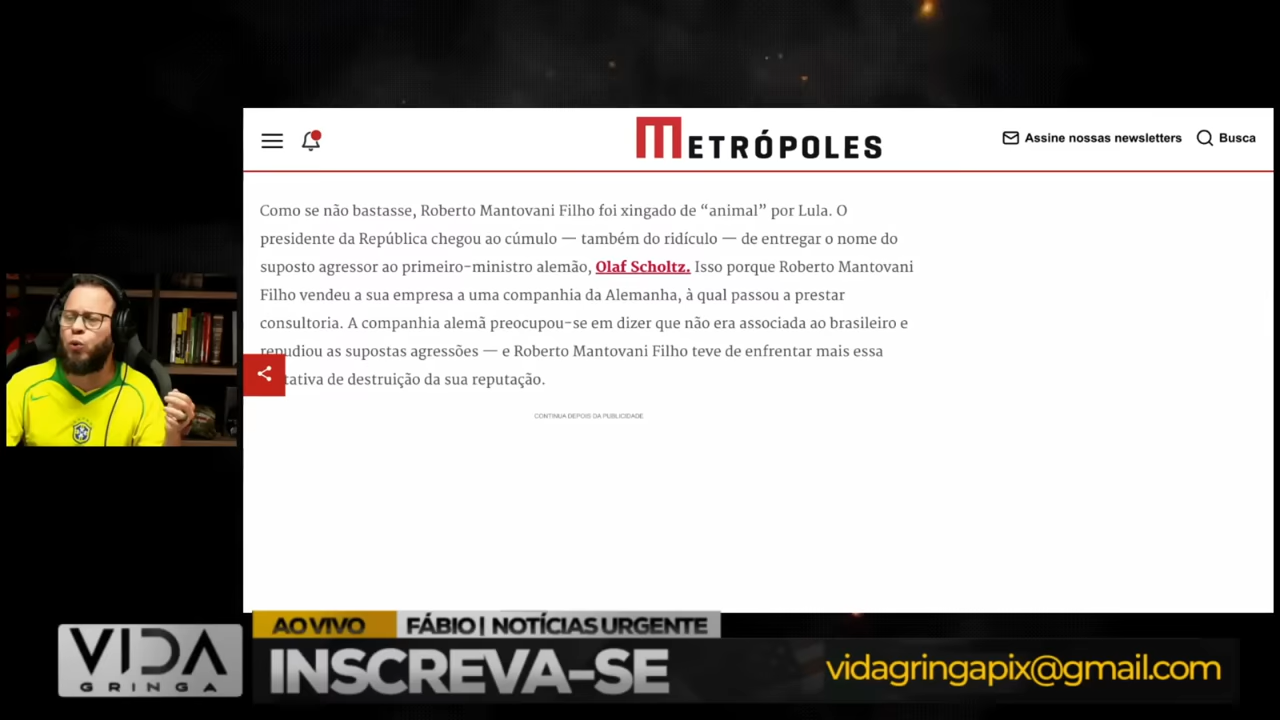 METRÓPOLES
Assine nossas newsletters
Busca
Como se não bastasse, Roberto Mantovani Filho foi xingado de “animal” por Lula. O
presidente da República chegou ao cúmulo — também do ridículo — de entregar o nome do
suposto agressor ao primeiro-ministro alemão, Olaf Scholtz. Isso porque Roberto Mantovani
Filho vendeu a sua empresa a uma companhia da Alemanha, à qual passou a prestar
consultoria. A companhia alemã preocupou-se em dizer que não era associada ao brasileiro e
repudiou as supostas agressões — e Roberto Mantovani Filho teve de enfrentar mais essa
tativa de destruição da sua reputação.
CONTINUA DEPOIS DA PUBLICIDADE
AO VIVO
FÁBIO | NOTÍCIAS URGENTE
VIDA
GRINGA
INSCREVA-SE
vidagringapix@gmail.com